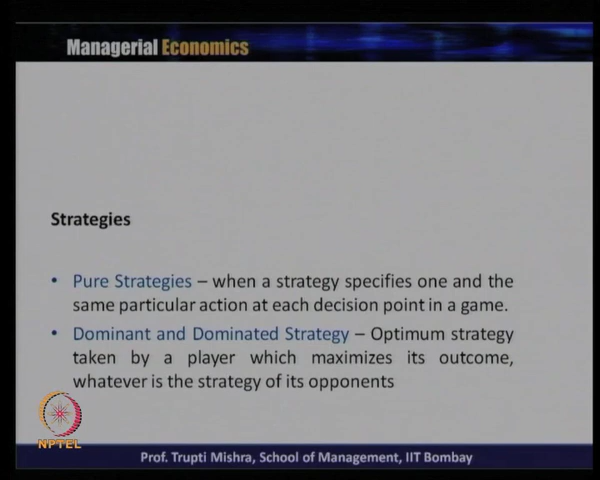 Managerial Economics
Strategies
• Pure Strategies – when a strategy specifies one and the
same particular action at each decision point in a game.
• Dominant and Dominated Strategy – Optimum strategy
taken by a player which maximizes its outcome,
whatever is the strategy of its opponents
NPTEL
Prof. Trupti Mishra, School of Management, IIT Bombay